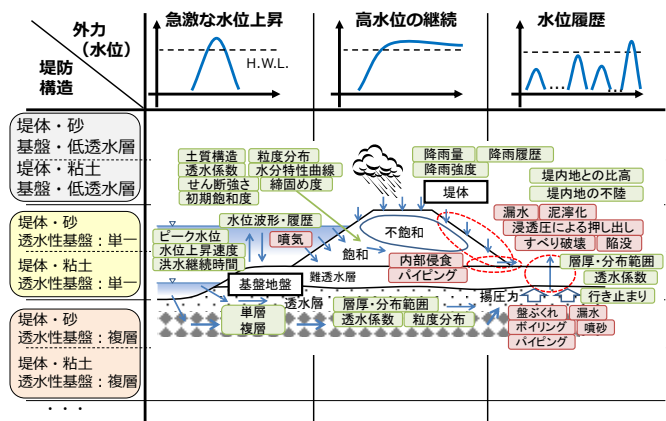 外力
（水位）
堤防
構造
急激な水位上昇
高水位の継続
水位履歴
H.W.L.
堤体・砂
基盤・低透水層
堤体・粘土
基盤・低透水層
堤体・砂
透水性基盤：単一
堤体・粘土
透水性基盤：単一
堤体・砂
透水性基盤：複層
堤体・粘土
透水性基盤：複層
・・・
土質構造
粒度分布
透水係数
水分特性曲線
せん断強さ
締固め度
初期飽和度
降雨量
降雨履歴
降雨強度
堤体
堤内地との比高
堤内地の不陸
水位波形・履歴
ピーク水位
水位上昇速度
洪水継続時間
噴気
飽和
不飽和
内部浸食
パイピング
漏水
泥濘化
浸透圧による押し出し
すべり破壊
陥没
層厚・分布範囲
透水係数
行き止まり
難透水層
基盤地盤
透水層
単層
複層
層厚・分布範囲
透水係数
粒度分布
揚圧力
盤ぶくれ
漏水
ボイリング
噴砂
パイピング